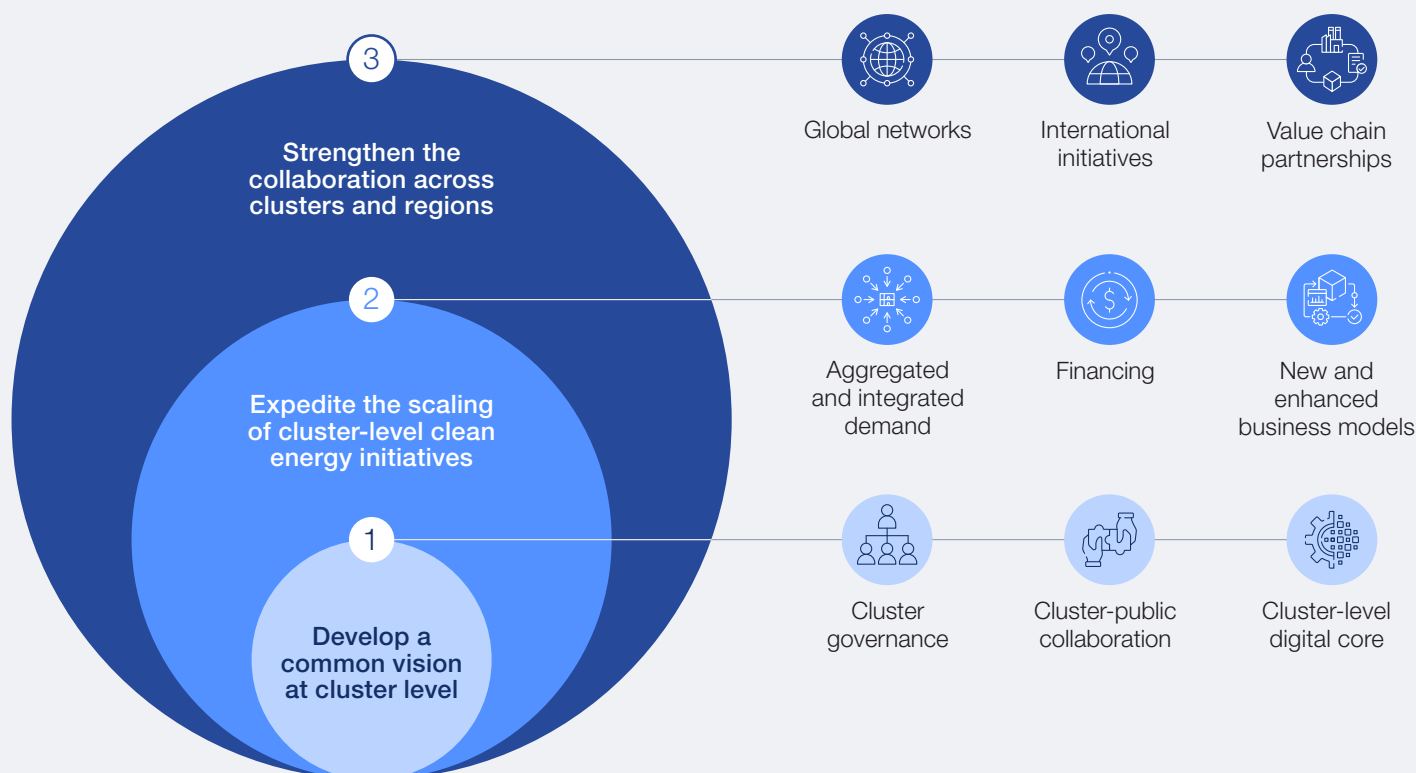 3
Strengthen the
collaboration across
clusters and regions
Global networks
International
initiatives
Value chain
partnerships
2
Expedite the scaling
of cluster-level clean
energy initiatives
Aggregated
and integrated
demand
Financing
New and
enhanced
business models
1
Develop a
common vision
at cluster level
Cluster
governance
Cluster-public
collaboration
Cluster-level
digital core